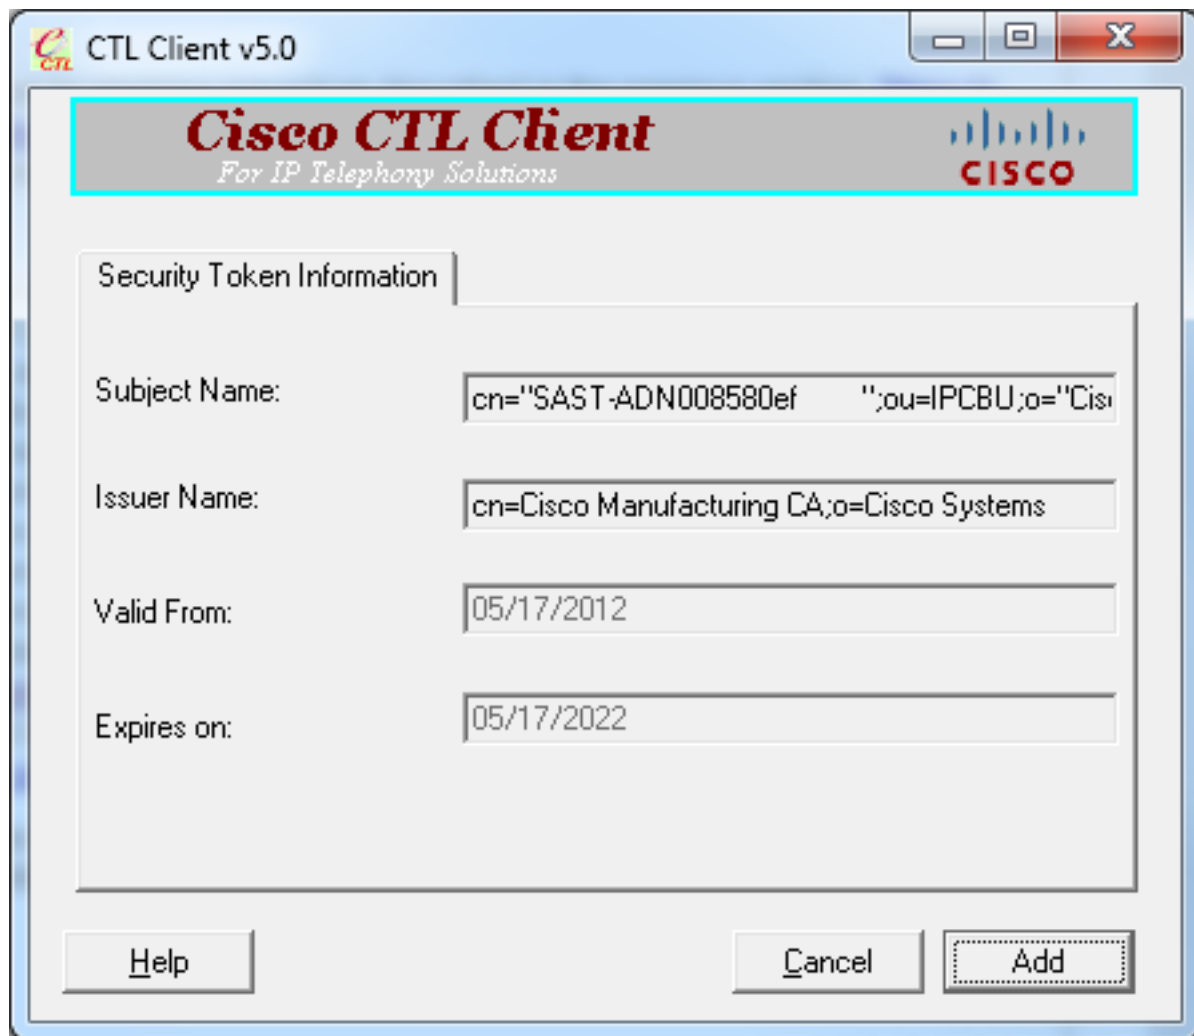 CTL
CTL Client v5.0
Cisco CTL Client
For IP Telephony Solutions
CISCO
Security Token Information
Subject Name: cn="SAST-ADN008580ef        ";ou=IPCBU;o="Cis
Issuer Name: cn=Cisco Manufacturing CA;o=Cisco Systems
Valid From: 05/17/2012
Expires on: 05/17/2022
Help Cancel Add